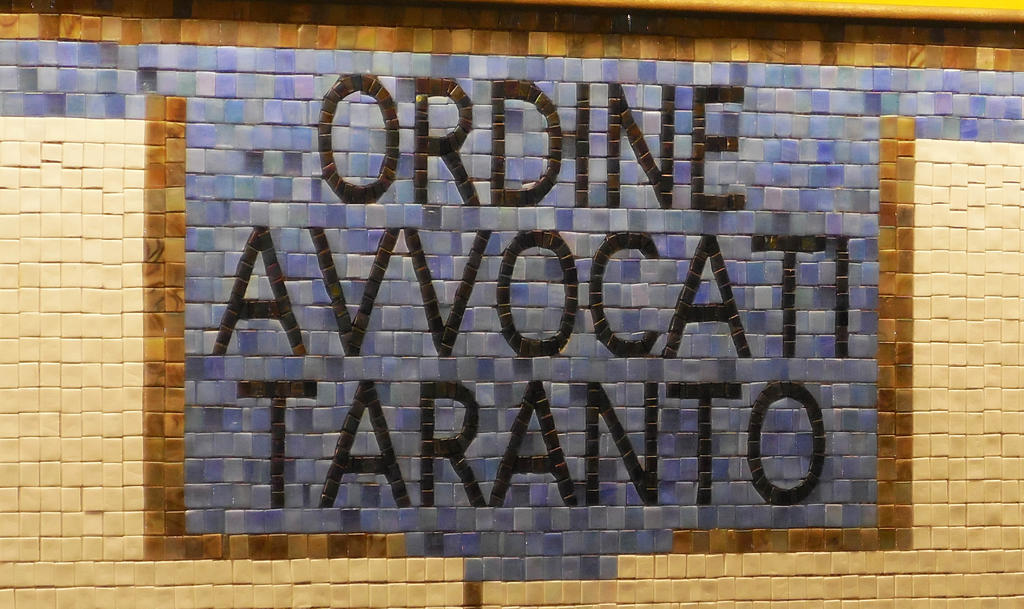 ORDINE
AVVOCATI
TARANTO